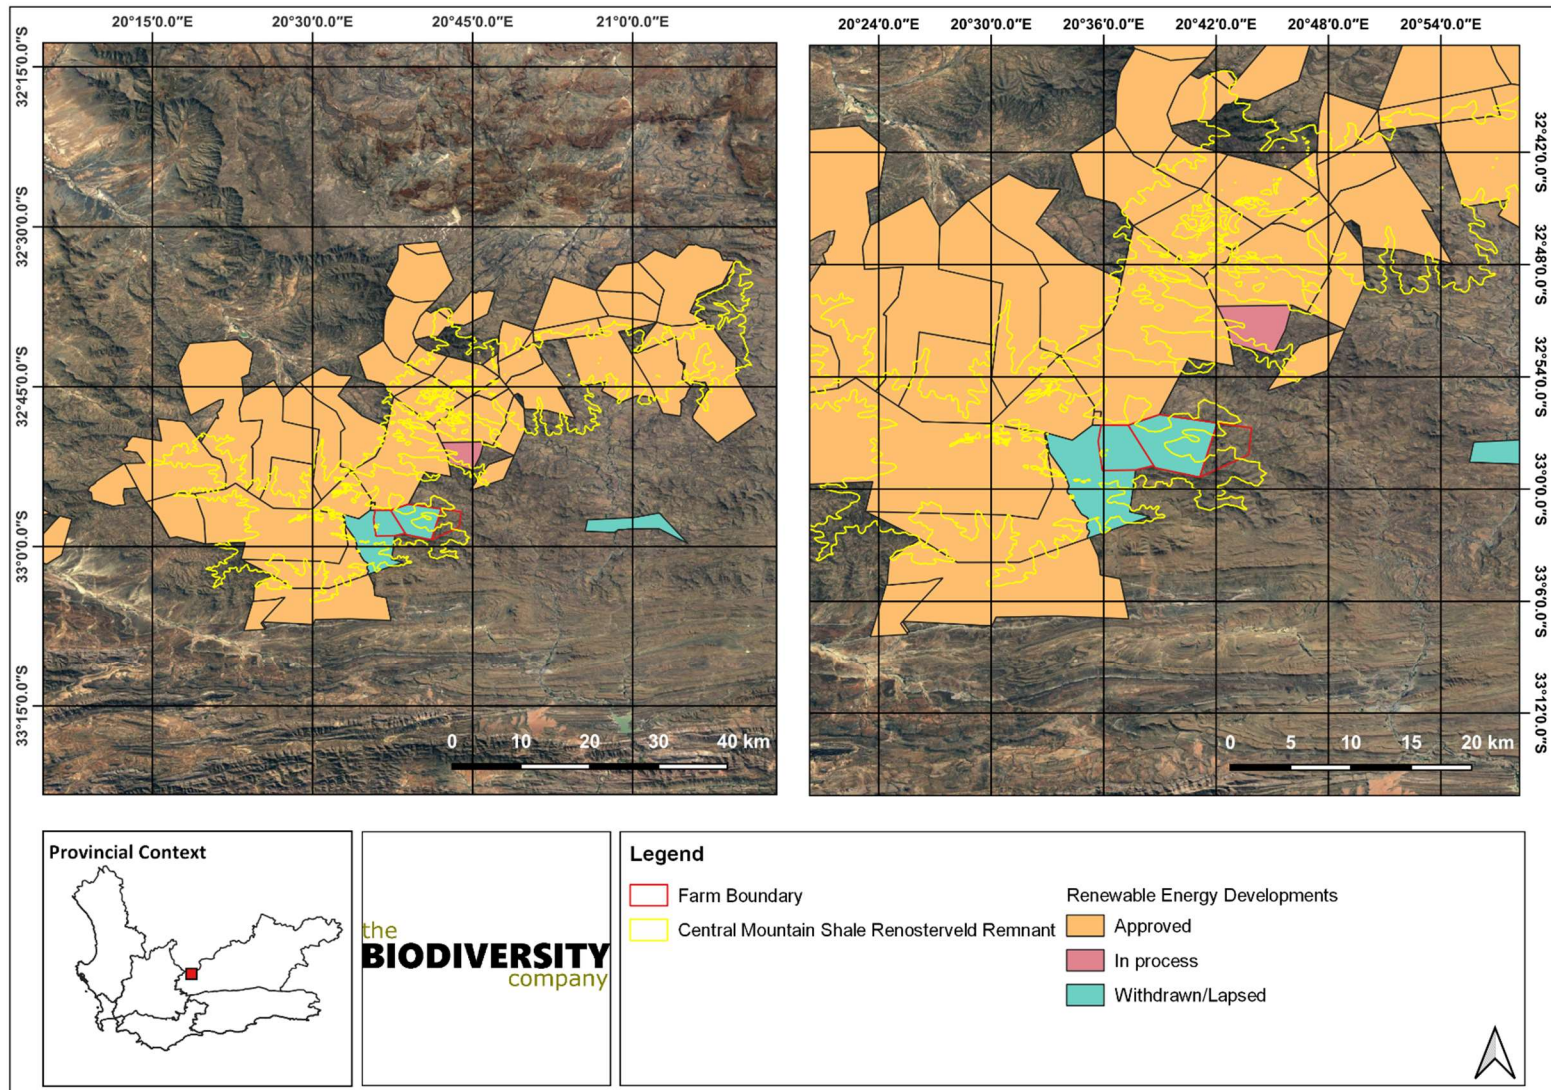 20°15'0.0"E 20°30'0.0"E 20°45'0.0"E 21°0'0.0"E
32°15'0.0"S
32°30'0.0"S
32°45'0.0"S
33°0'0.0"S
33°15'0.0"S
0 10 20 30 40 km
20°24'0.0"E 20°30'0.0"E 20°36'0.0"E 20°42'0.0"E 20°48'0.0"E 20°54'0.0"E
32°42'0.0"S
32°48'0.0"S
32°54'0.0"S
33°0'0.0"S
33°6'0.0"S
33°12'0.0"S
0 5 10 15 20 km
Provincial Context
the
BIODIVERSITY
company
Legend
Farm Boundary
Central Mountain Shale Renosterveld Remnant
Renewable Energy Developments
Approved
In process
Withdrawn/Lapsed